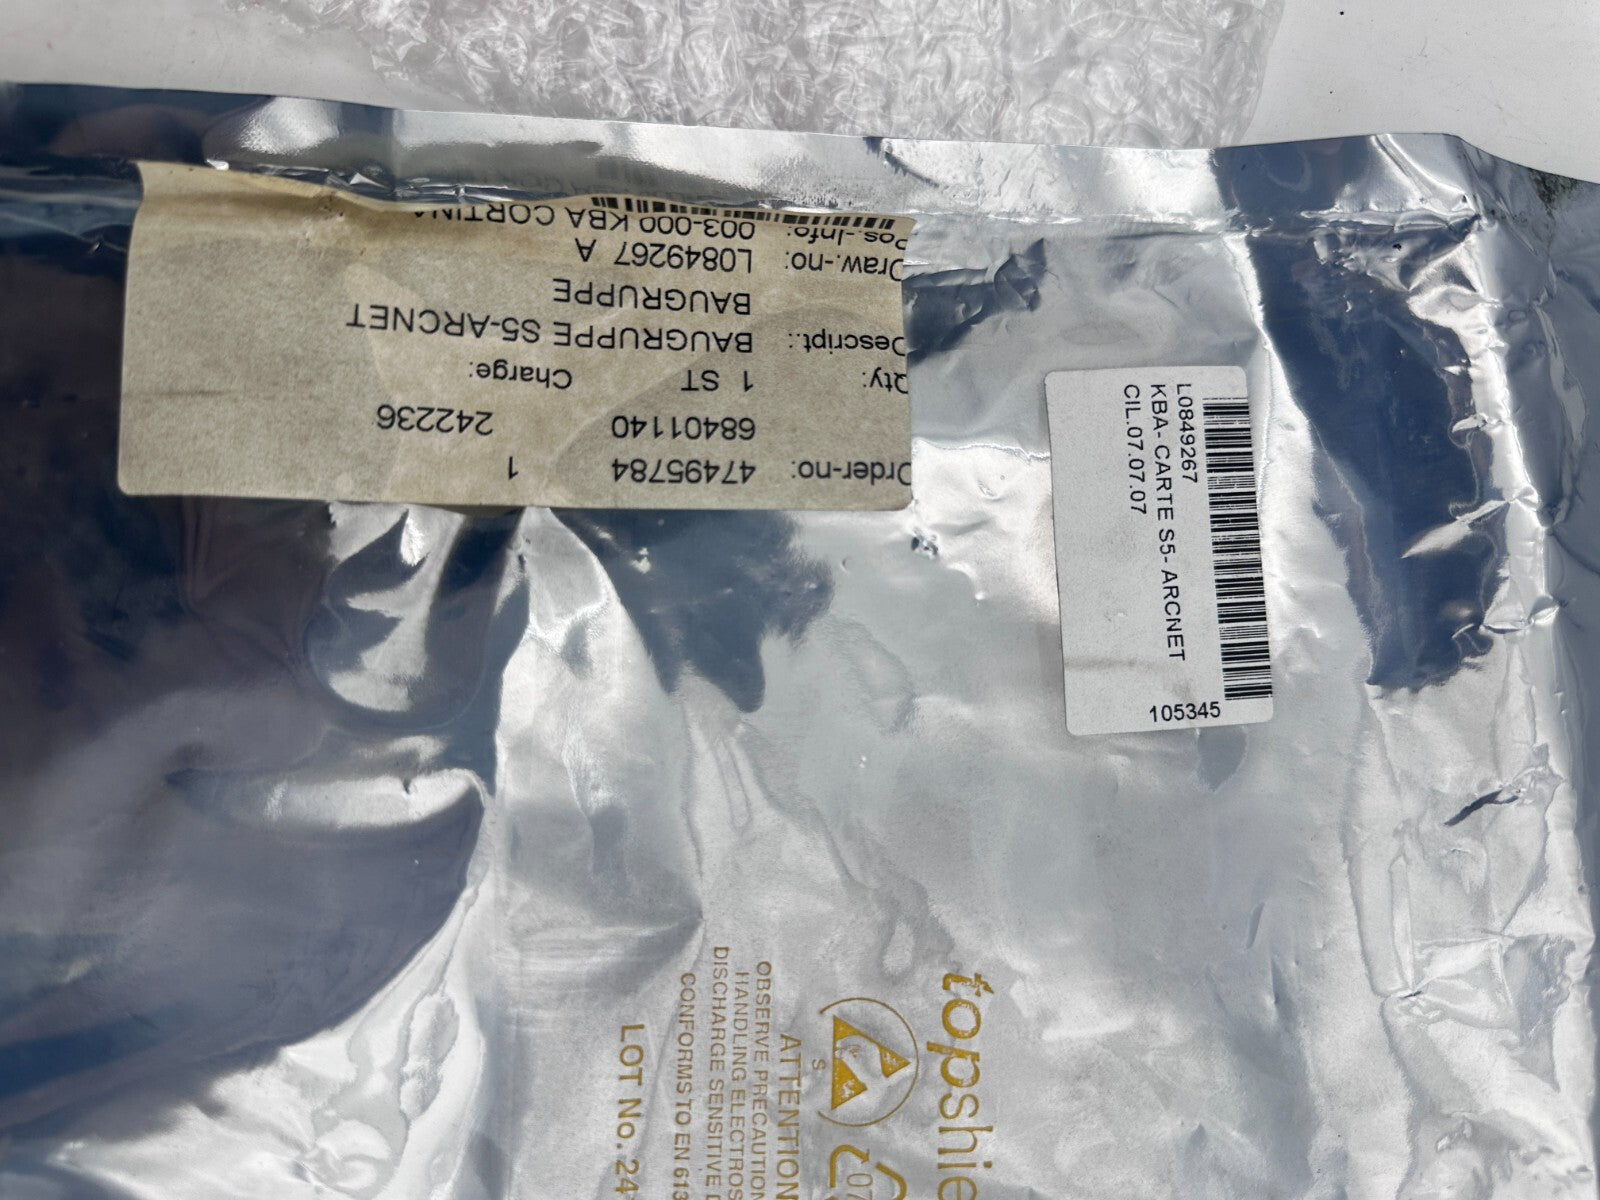 Order-no: 47495784 1
68401140 242236
Qty: 1 ST Charge:
Descript.: BAUGRUPPE S5-ARCNET
BAUGRUPPE
Draw.-no: L0849267 A
Pos.-Info: 003-000 KBA CORTINA
L0849267
KBA- CARTE S5- ARCNET
CIL.07.07.07
105345
topshie
ATTENTION
OBSERVE PRECAUTION
HANDLING ELECTROS
DISCHARGE SENSITIVE D
CONFORMS TO EN 613
LOT No. 24